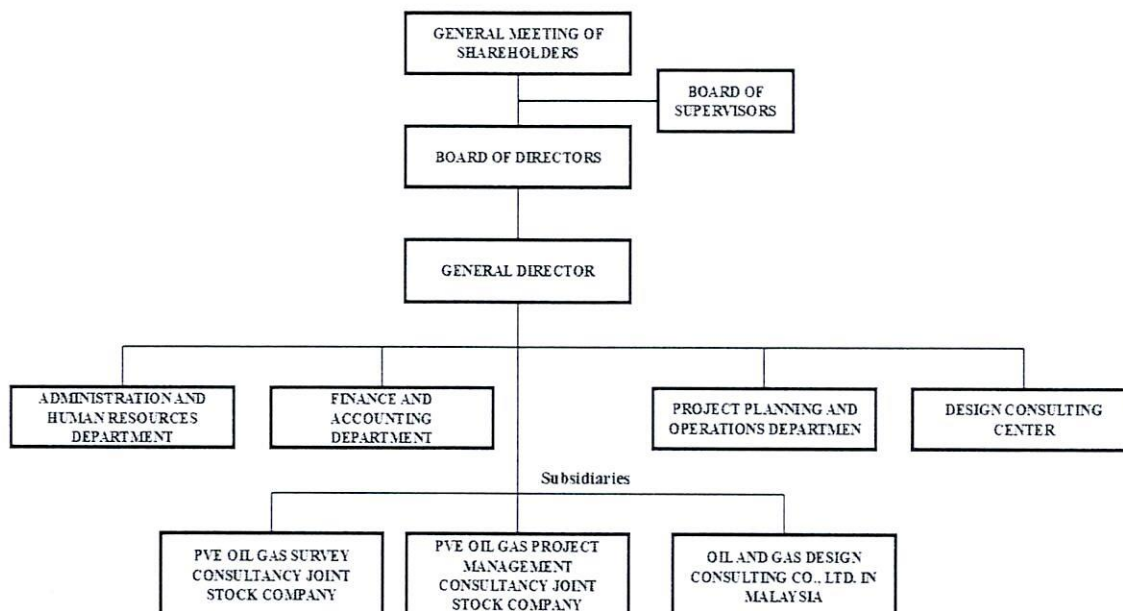 GENERAL MEETING OF
SHAREHOLDERS
BOARD OF
SUPERVISORS
BOARD OF DIRECTORS
GENERAL DIRECTOR
ADMINISTRATION AND
HUMAN RESOURCES
DEPARTMENT
FINANCE AND
ACCOUNTING
DEPARTMENT
PROJECT PLANNING AND
OPERATIONS DEPARTMEN
DESIGN CONSULTING
CENTER
Subsidiaries
PVE OIL GAS SURVEY
CONSULTANCY JOINT
STOCK COMPANY
PVE OIL GAS PROJECT
MANAGEMENT
CONSULTANCY JOINT
STOCK COMPANY
OIL AND GAS DESIGN
CONSULTING CO., LTD. IN
MALAYSIA